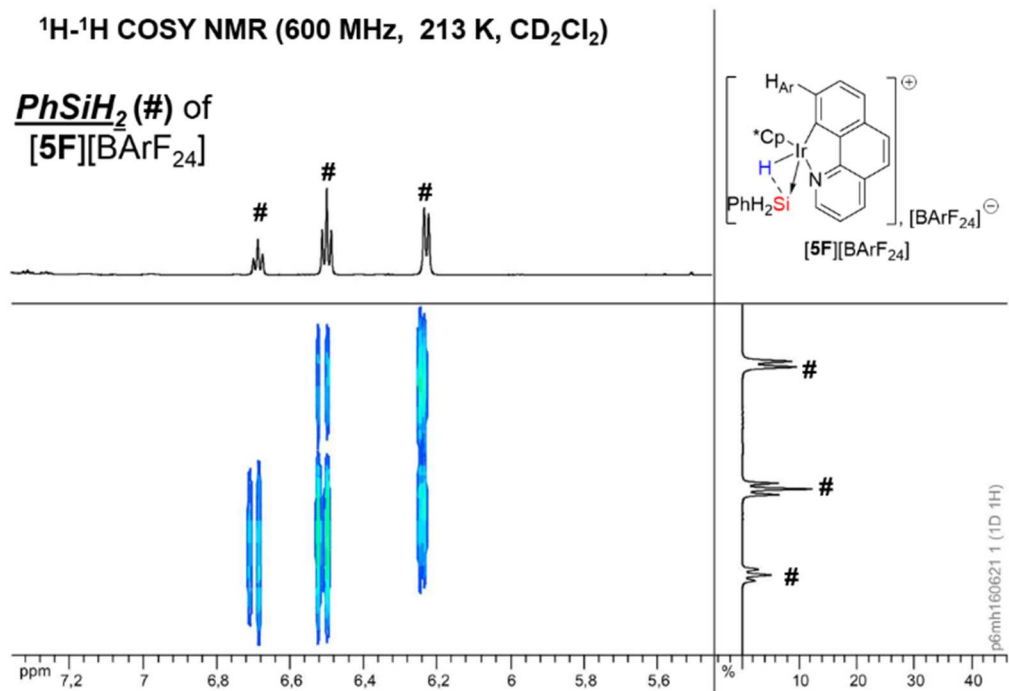 ¹H-¹H COSY NMR (600 MHz, 213 K, CD₂Cl₂)
PhSiH₂ (#) of
[5F][BArF₂₄]
# # #
H_Ar
*Cp
Ir
H
N
PhH₂Si
⊕
, [BArF₂₄]⊖
[5F][BArF₂₄]
#
#
#
p6mh160621 1 (1D 1H)
ppm 7,2 7 6,8 6,6 6,4 6,2 6 5,8 5,6
% 10 20 30 40